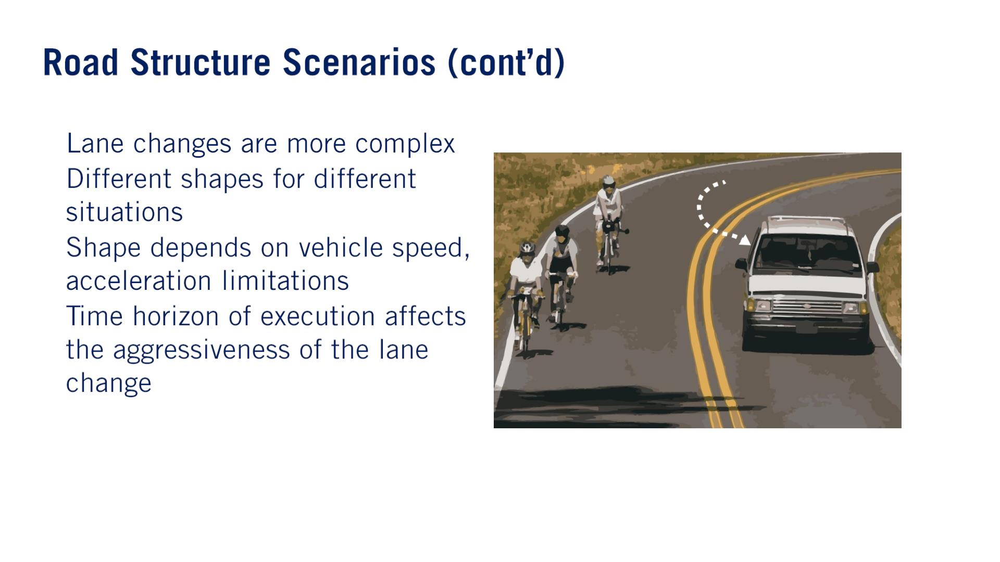 Road Structure Scenarios (cont’d)
Lane changes are more complex
Different shapes for different
situations
Shape depends on vehicle speed,
acceleration limitations
Time horizon of execution affects
the aggressiveness of the lane
change